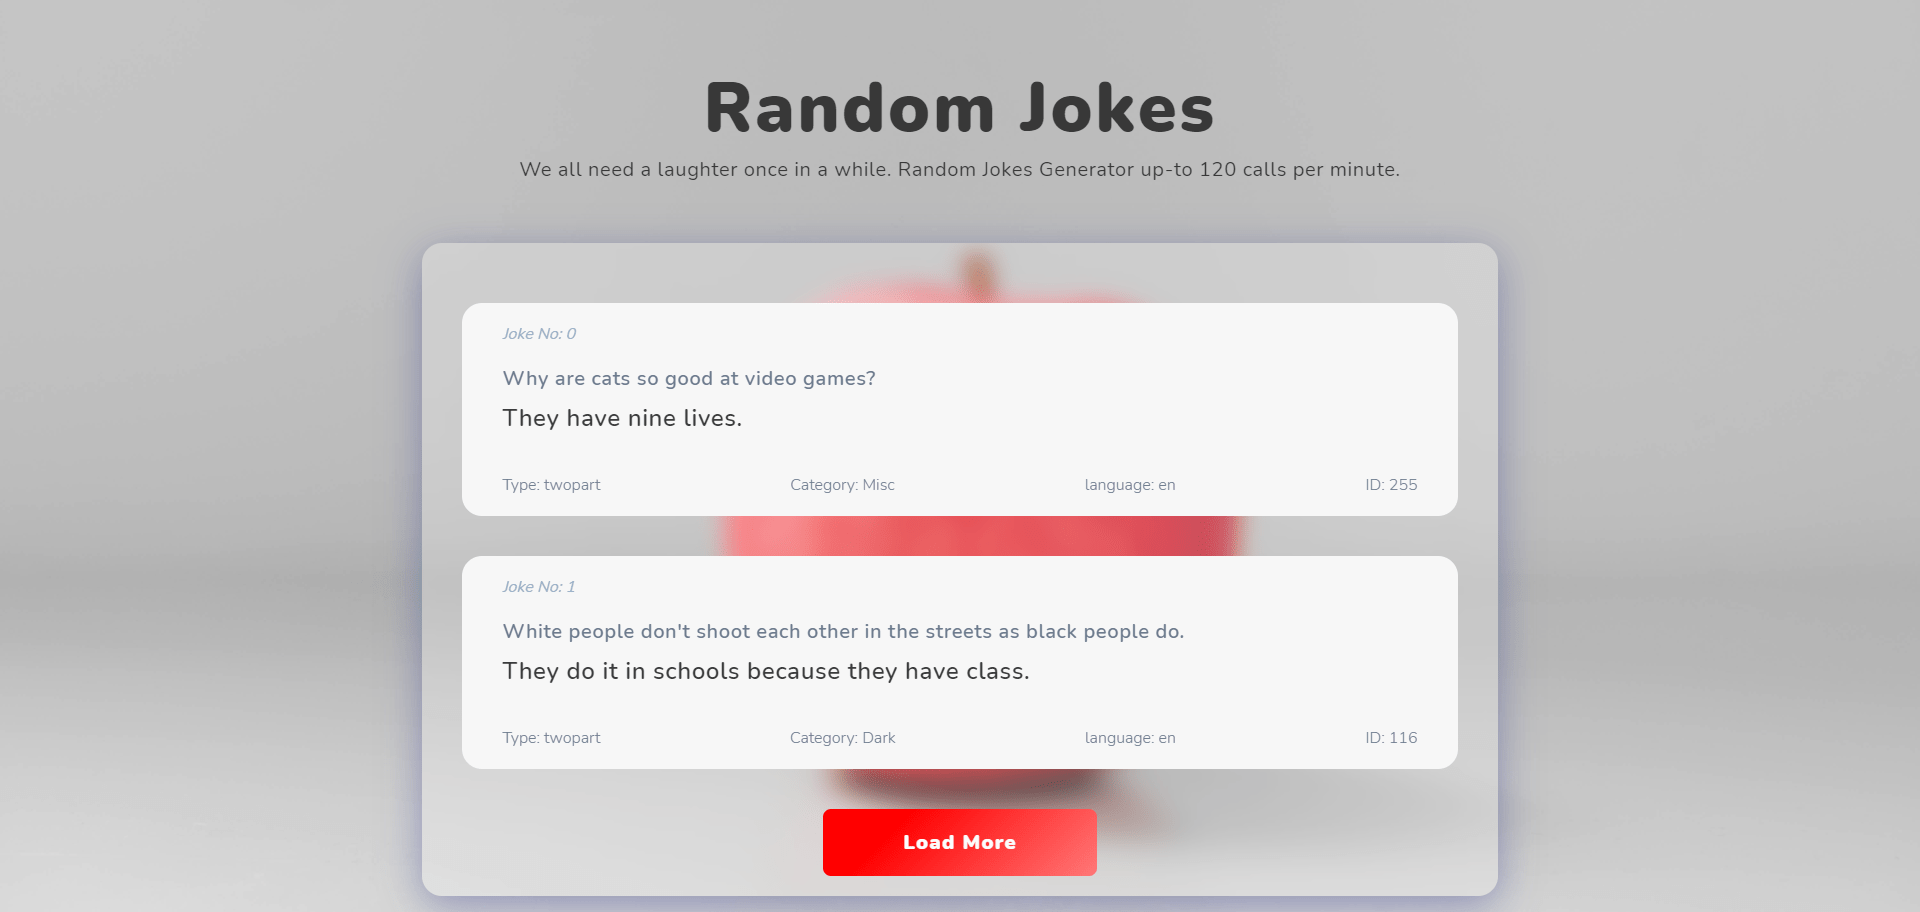 Random Jokes
We all need a laughter once in a while. Random Jokes Generator up-to 120 calls per minute.
Joke No: 0
Why are cats so good at video games?
They have nine lives.
Type: twopart Category: Misc language: en ID: 255
Joke No: 1
White people don't shoot each other in the streets as black people do.
They do it in schools because they have class.
Type: twopart Category: Dark language: en ID: 116
Load More